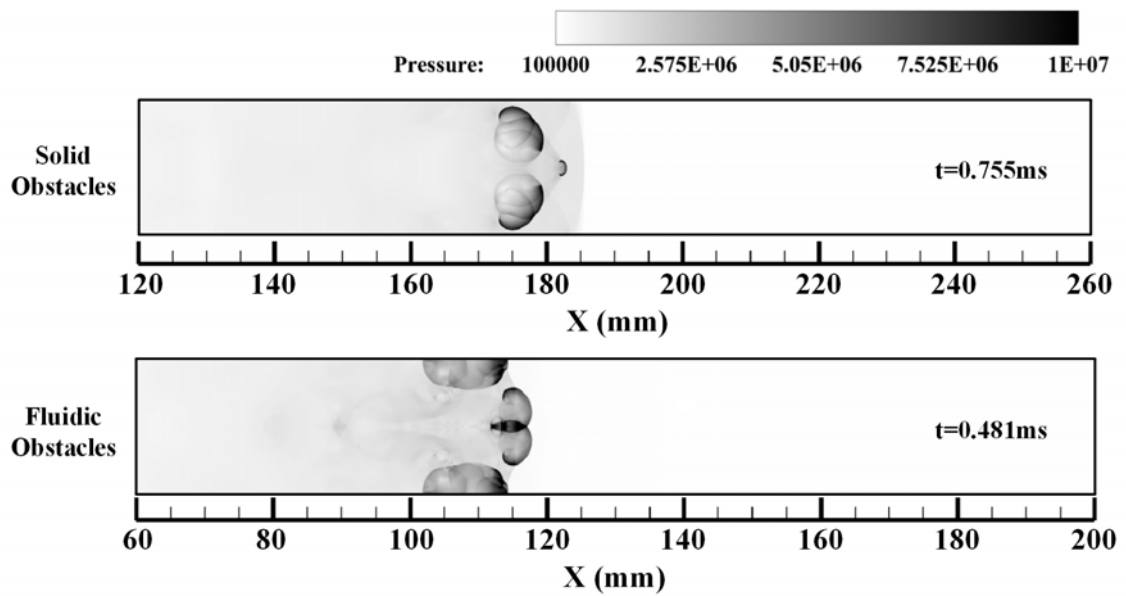 Pressure: 100000 2.575E+06 5.05E+06 7.525E+06 1E+07
Solid
Obstacles
t=0.755ms
120 140 160 180 200 220 240 260
X (mm)
Fluidic
Obstacles
t=0.481ms
60 80 100 120 140 160 180 200
X (mm)